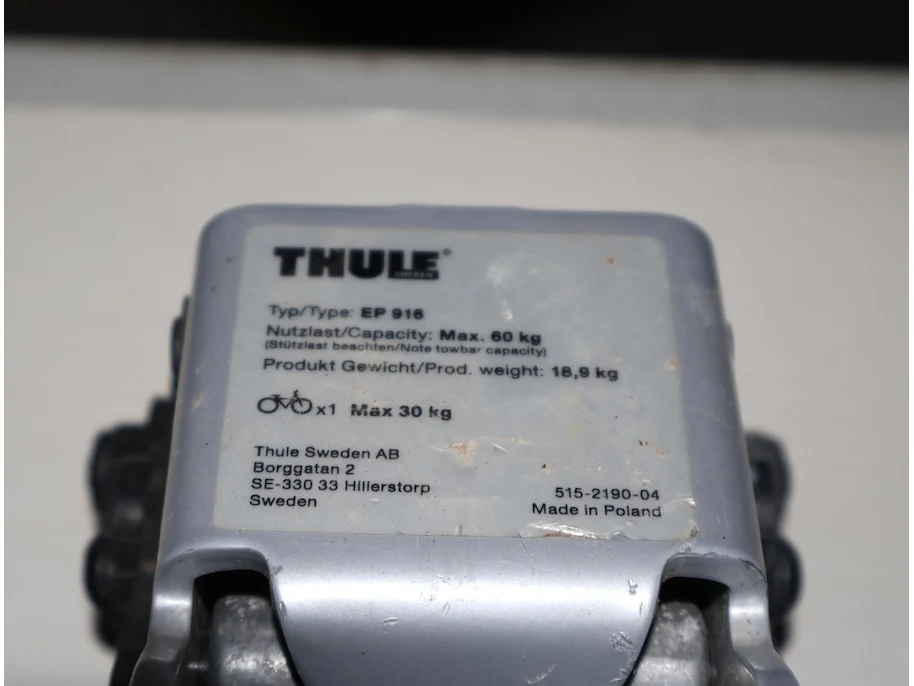 THULE
SWEDEN
Typ/Type: EP 916
Nutzlast/Capacity: Max. 60 kg
(Stützlast beachten/Note towbar capacity)
Produkt Gewicht/Prod. weight: 18,9 kg
x1 Max 30 kg
Thule Sweden AB
Borggatan 2
SE-330 33 Hillerstorp
Sweden
515-2190-04
Made in Poland